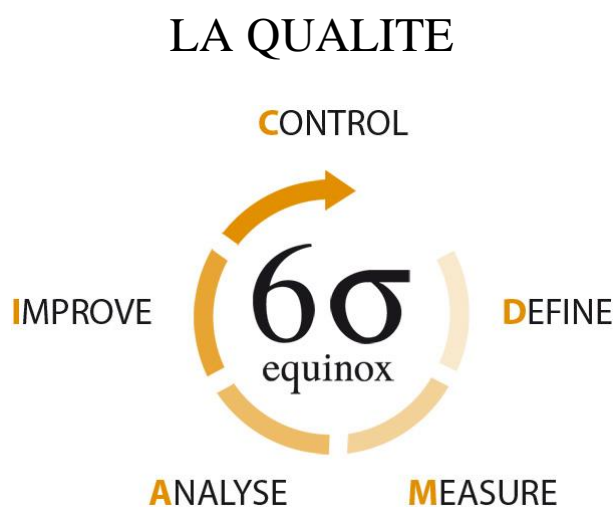 LA QUALITE
CONTROL
IMPROVE
6σ
DEFINE
equinox
ANALYSE
MEASURE